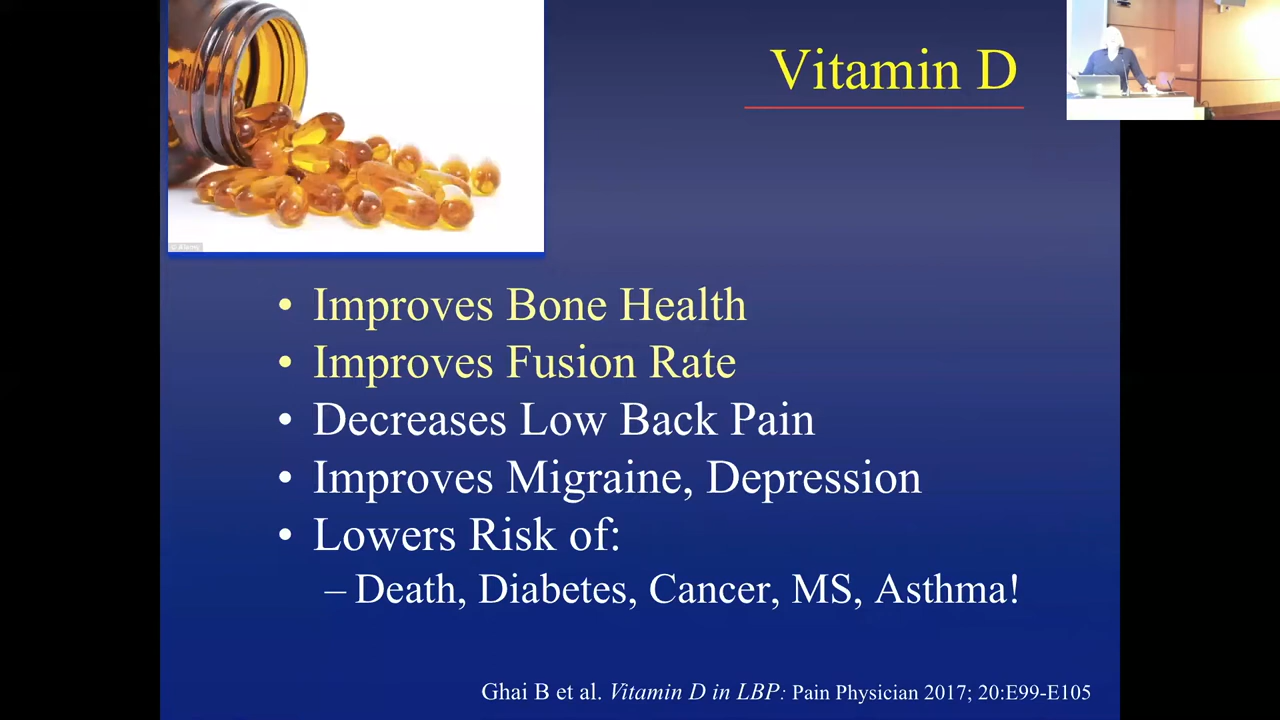 Vitamin D
• Improves Bone Health
• Improves Fusion Rate
• Decreases Low Back Pain
• Improves Migraine, Depression
• Lowers Risk of:
– Death, Diabetes, Cancer, MS, Asthma!
Ghai B et al. Vitamin D in LBP: Pain Physician 2017; 20:E99-E105